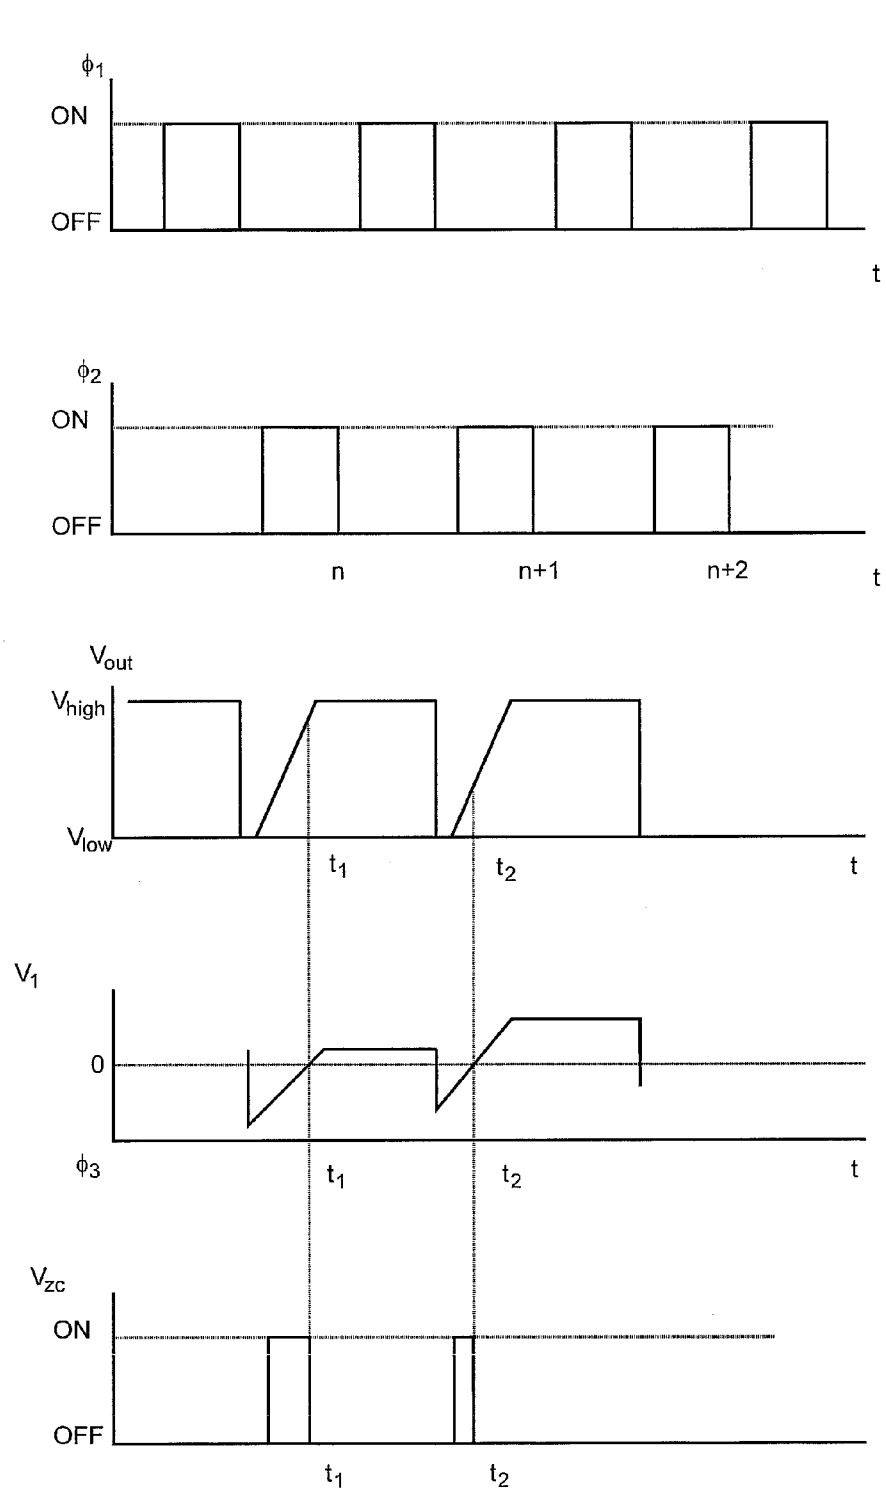 ϕ1
ON
OFF
t
ϕ2
ON
OFF
n n+1 n+2 t
Vout
Vhigh
Vlow
t1 t2 t
V1
0
ϕ3 t1 t2 t
Vzc
ON
OFF
t1 t2